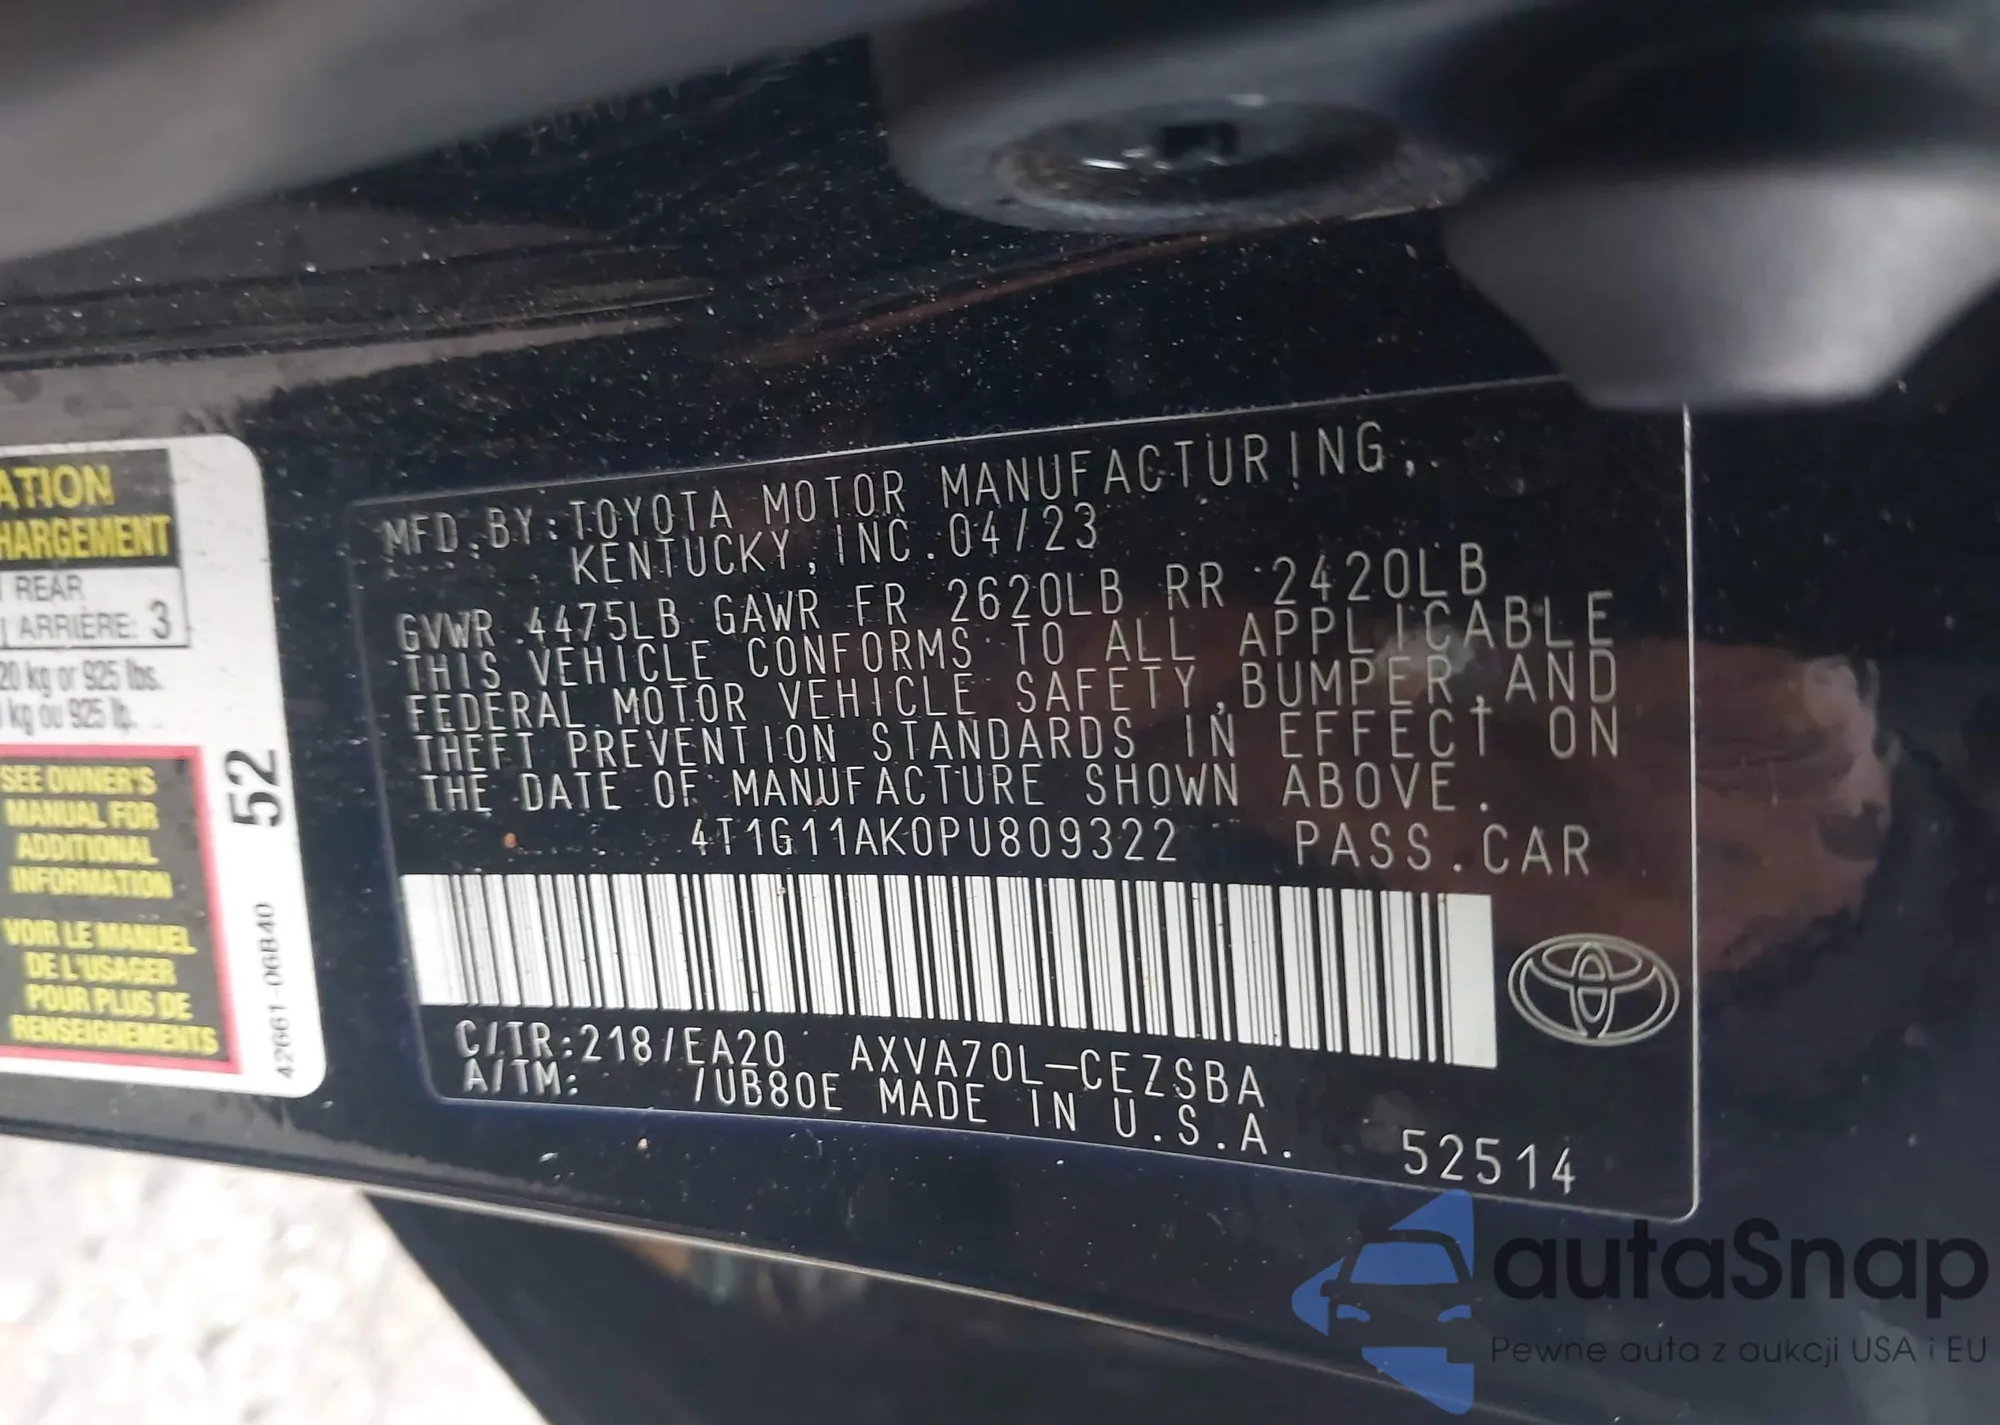 ATION
HARGEMENT
REAR
ARRIÈRE: 3
20 kg or 925 lbs.
kg ou 925 lb.
SEE OWNER'S
MANUAL FOR
ADDITIONAL
INFORMATION
VOIR LE MANUEL
DE L'USAGER
POUR PLUS DE
RENSEIGNEMENTS
52
42661-06B40
MFD.BY:TOYOTA MOTOR MANUFACTURING,
KENTUCKY,INC.04/23
GVWR 4475LB GAWR FR 2620LB RR 2420LB
THIS VEHICLE CONFORMS TO ALL APPLICABLE
FEDERAL MOTOR VEHICLE SAFETY,BUMPER,AND
THEFT PREVENTION STANDARDS IN EFFECT ON
THE DATE OF MANUFACTURE SHOWN ABOVE.
4T1G11AK0PU809322 PASS.CAR
C/TR:218/EA20 AXVA70L-CEZSBA
A/TM: /UB80E MADE IN U.S.A.
52514
autaSnap
Pewne auta z aukcji USA i EU